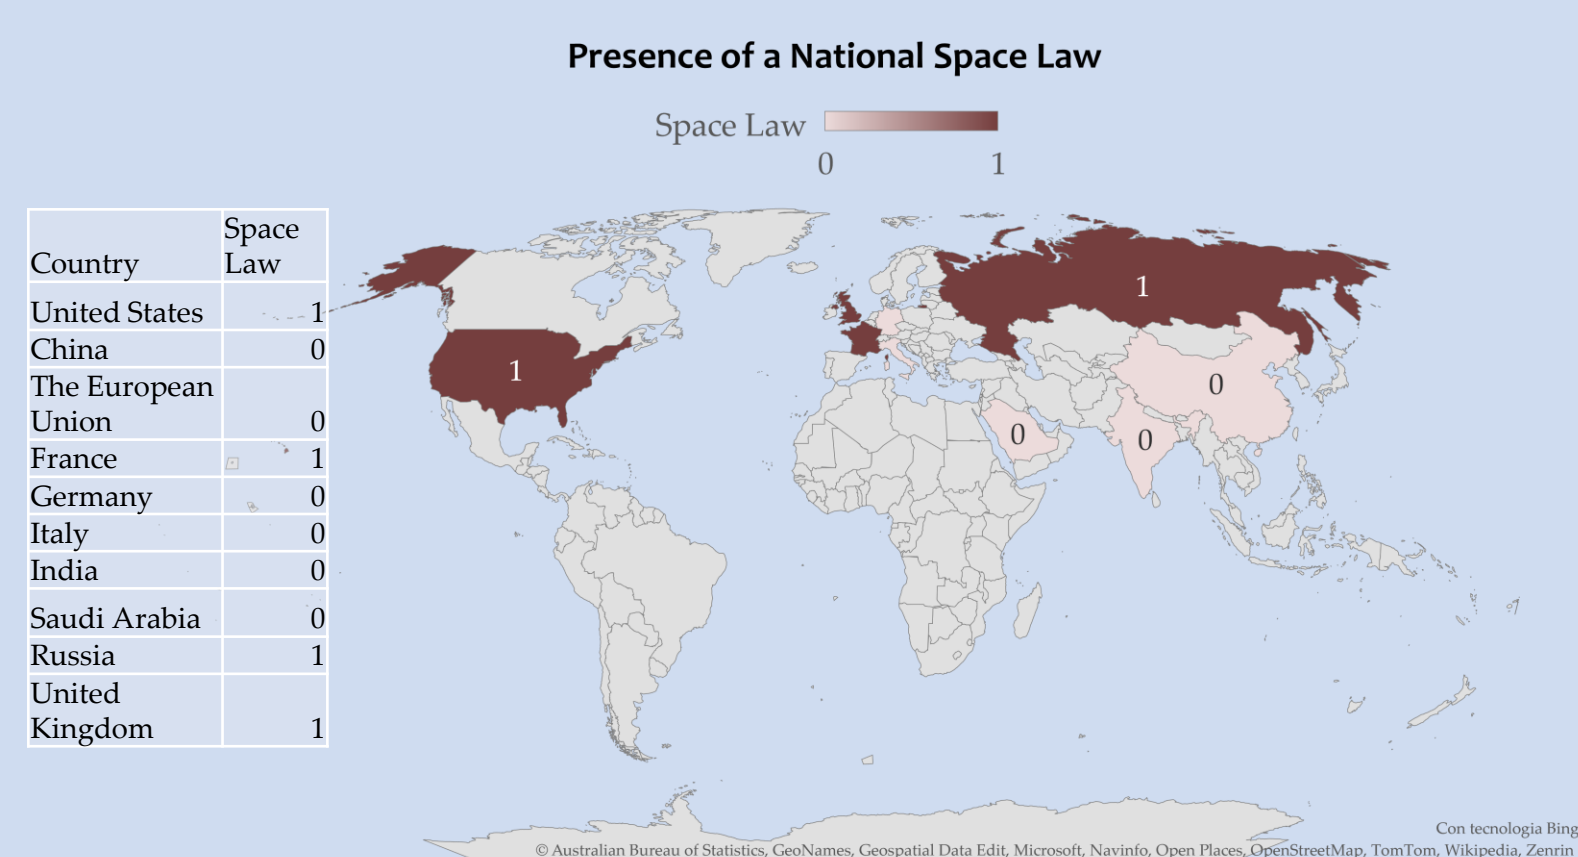 Presence of a National Space Law
Space Law
0 1
Country Space Law
United States 1
China 0
The European Union 0
France 1
Germany 0
Italy 0
India 0
Saudi Arabia 0
Russia 1
United Kingdom 1
1
1
0
0
0
Con tecnologia Bing
© Australian Bureau of Statistics, GeoNames, Geospatial Data Edit, Microsoft, Navinfo, Open Places, OpenStreetMap, TomTom, Wikipedia, Zenrin